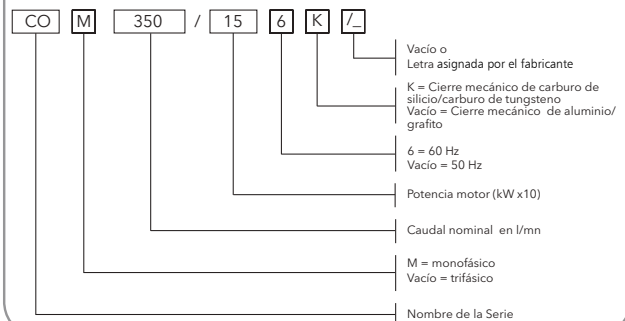 CO M 350 / 15 6 K /_
Vacío o
Letra asignada por el fabricante
K = Cierre mecánico de carburo de
silicio/carburo de tungsteno
Vacío = Cierre mecánico de aluminio/
grafito
6 = 60 Hz
Vacío = 50 Hz
Potencia motor (kW x10)
Caudal nominal en l/mn
M = monofásico
Vacío = trifásico
Nombre de la Serie